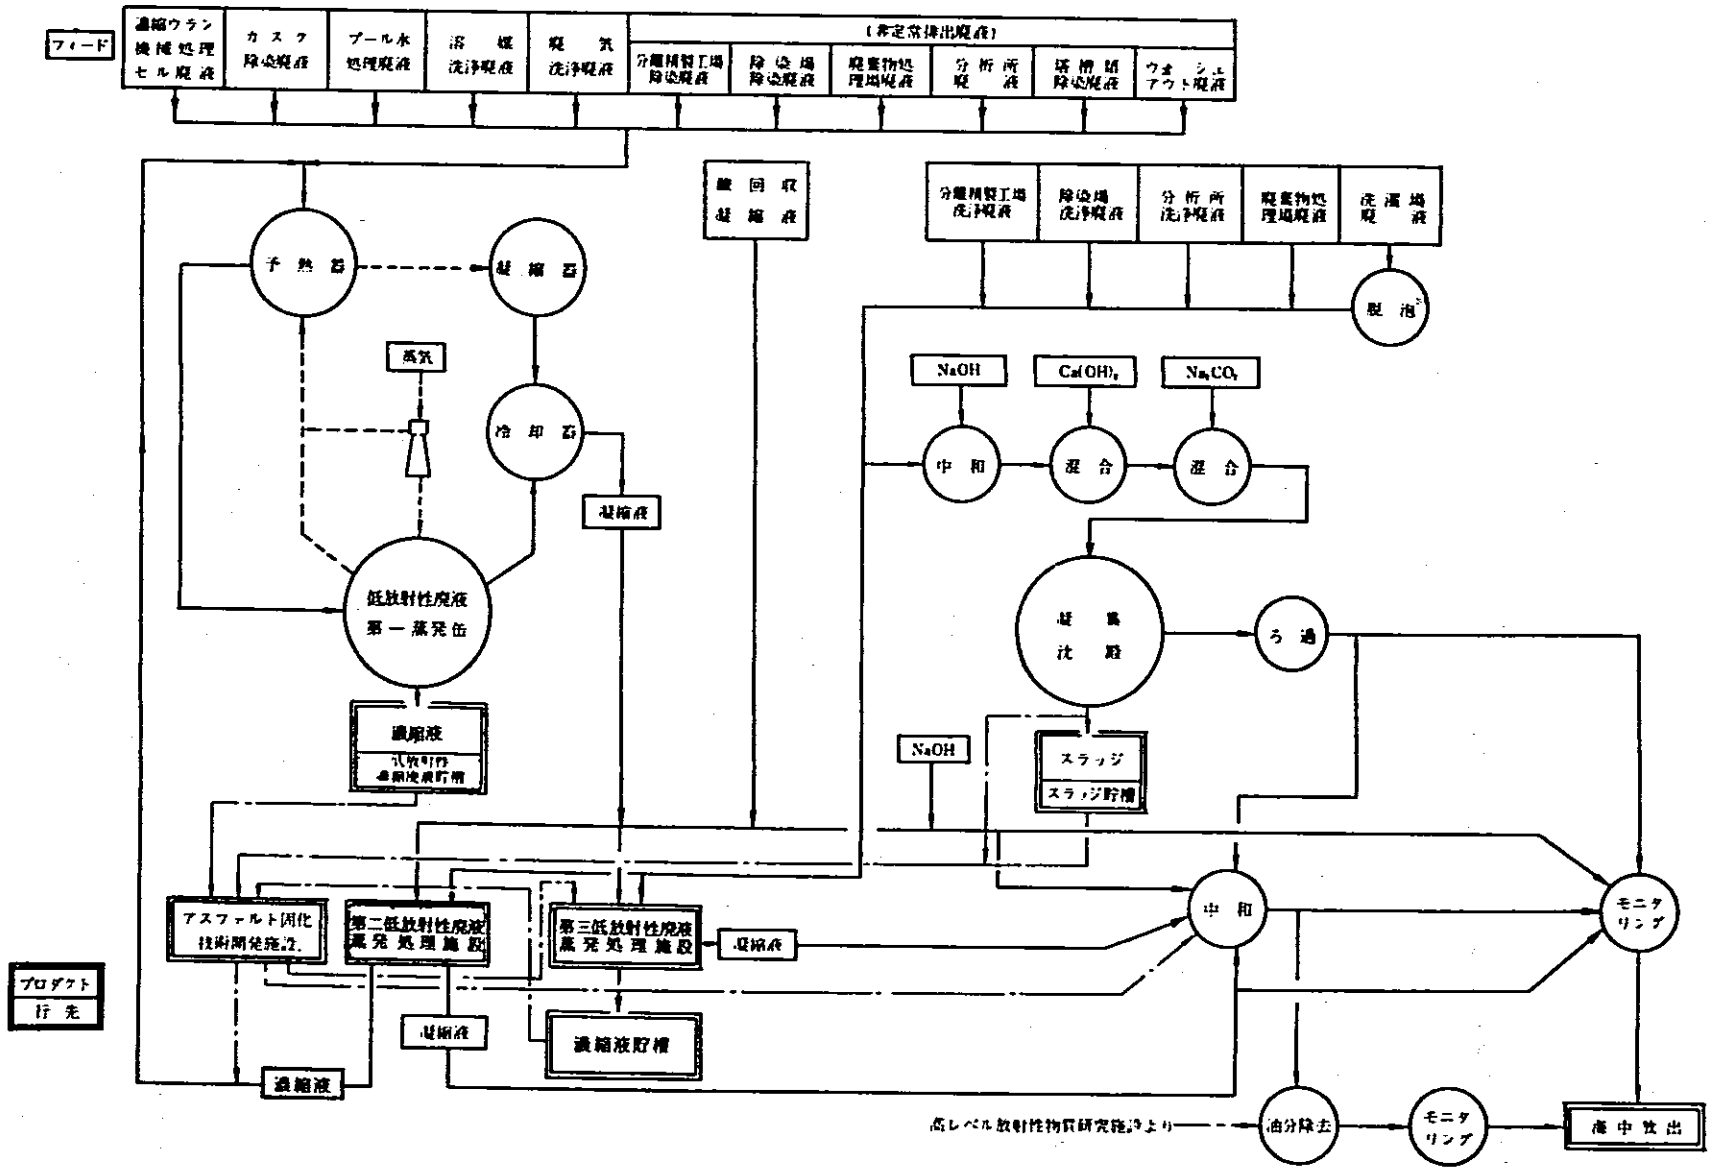 フィード
濃縮ウラン
機械処理
セル廃液
カスク
除染廃液
プール水
処理廃液
溶媒
洗浄廃液
廃気
洗浄廃液
(非定常排出廃液)
分離精製工場
除染廃液
除染場
除染廃液
廃棄物処
理場廃液
分析所
廃液
塔槽類
除染廃液
ウォッシュ
アウト廃液
酸回収
凝縮液
分離精製工場
洗浄廃液
除染場
洗浄廃液
分析所
洗浄廃液
廃棄物処
理場廃液
洗濯場
廃液
予熱器
凝縮器
脱泡
蒸気
NaOH
Ca(OH)₂
Na₂CO₃
冷却器
中和
混合
混合
凝縮液
低放射性廃液
第一蒸発缶
凝集
沈殿
ろ過
濃縮液
低放射性
濃縮廃液貯槽
NaOH
スラッジ
スラッジ貯槽
アスファルト固化
技術開発施設
第二低放射性廃液
蒸発処理施設
第三低放射性廃液
蒸発処理施設
凝縮液
中和
モニタ
リング
プロダクト
行先
凝縮液
濃縮液貯槽
濃縮液
高レベル放射性物質研究施設より
油分除去
モニタ
リング
海中放出